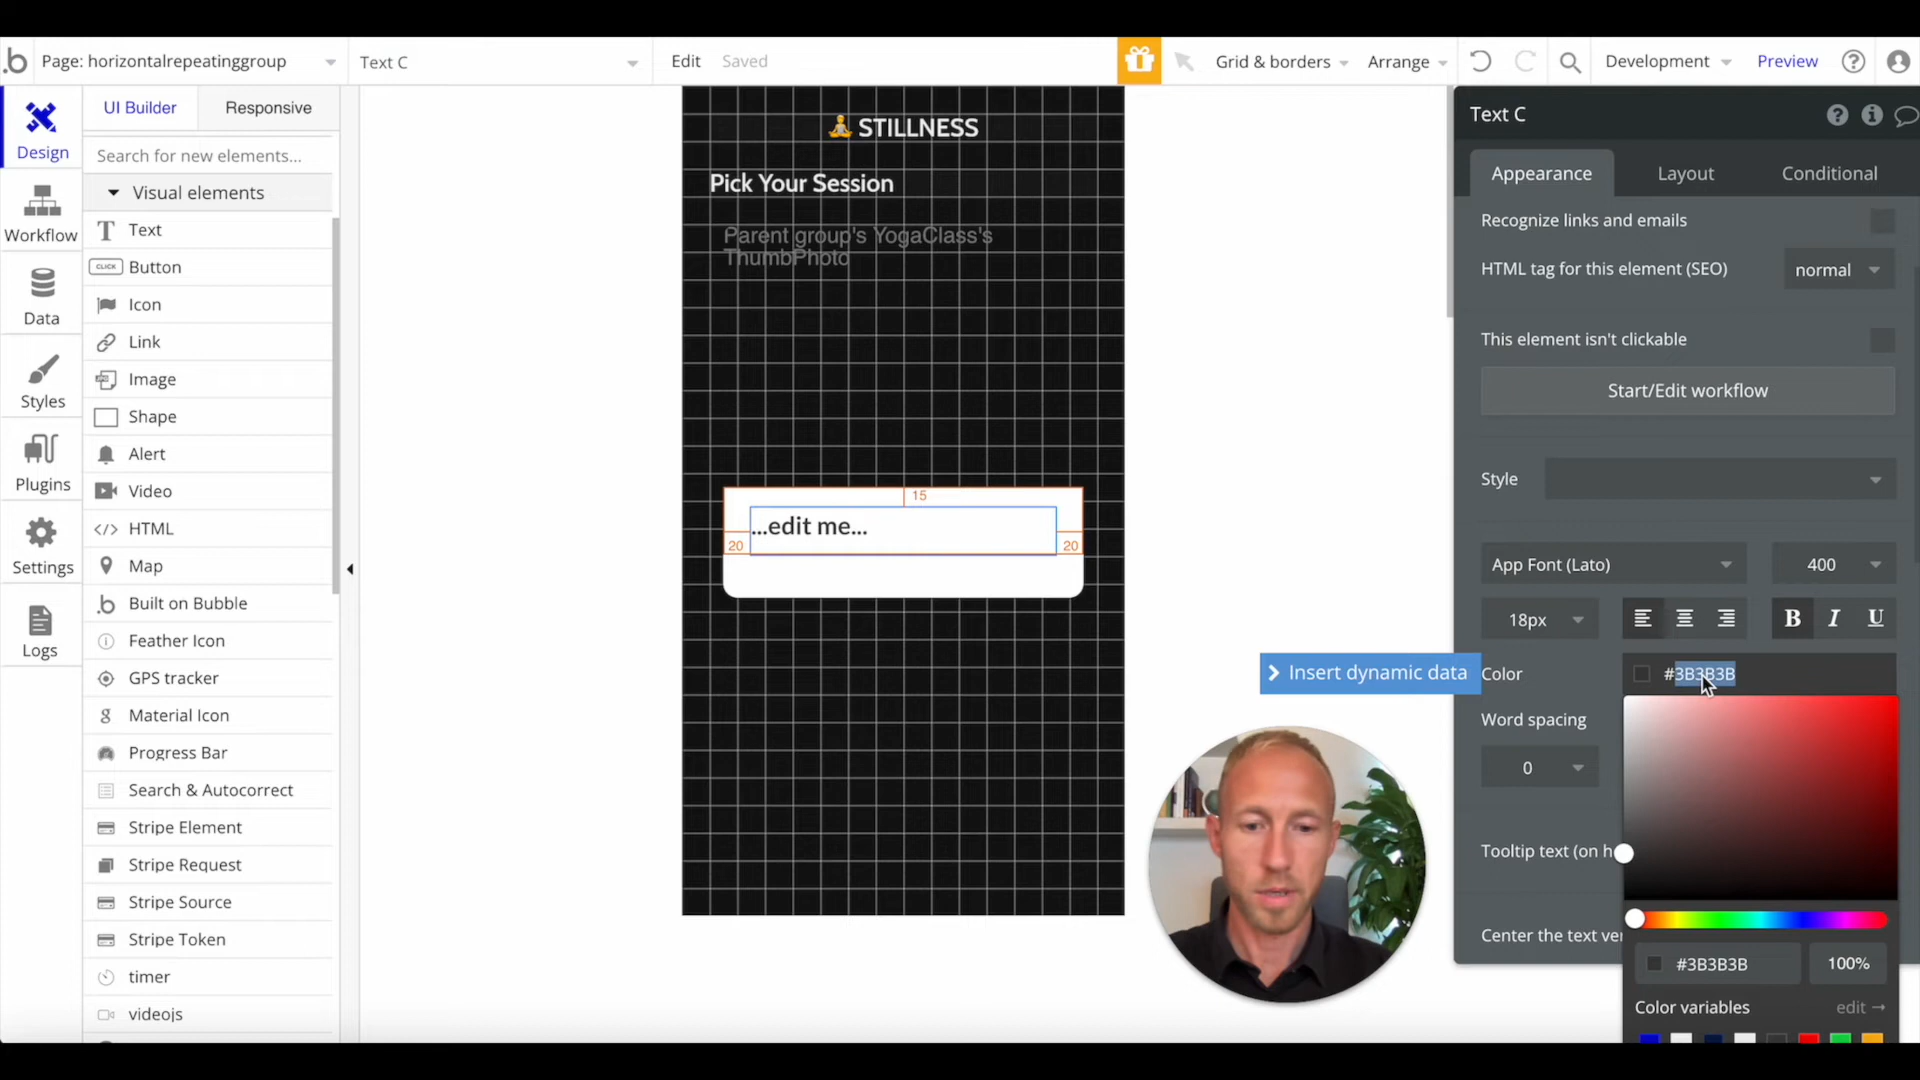 Page: horizontalrepeatinggroup
Text C
Edit
Saved
Grid & borders
Arrange
Development
Preview
UI Builder
Responsive
Search for new elements...
Visual elements
Text
CLICK
Button
Icon
Link
Image
Shape
Alert
Video
HTML
Map
Built on Bubble
Feather Icon
GPS tracker
Material Icon
Progress Bar
Search & Autocorrect
Stripe Element
Stripe Request
Stripe Source
Stripe Token
timer
videojs
Design
Workflow
Data
Styles
Plugins
Settings
Logs
STILLNESS
Pick Your Session
Parent group's YogaClass's
ThumbPhoto
15
...edit me...
20
20
Insert dynamic data
Text C
Appearance
Layout
Conditional
Recognize links and emails
HTML tag for this element (SEO)
normal
This element isn't clickable
Start/Edit workflow
Style
App Font (Lato)
400
18px
B I U
Color
#3B3B3B
Word spacing
0
Tooltip text (on h
Center the text ver
#3B3B3B
100%
Color variables
edit →